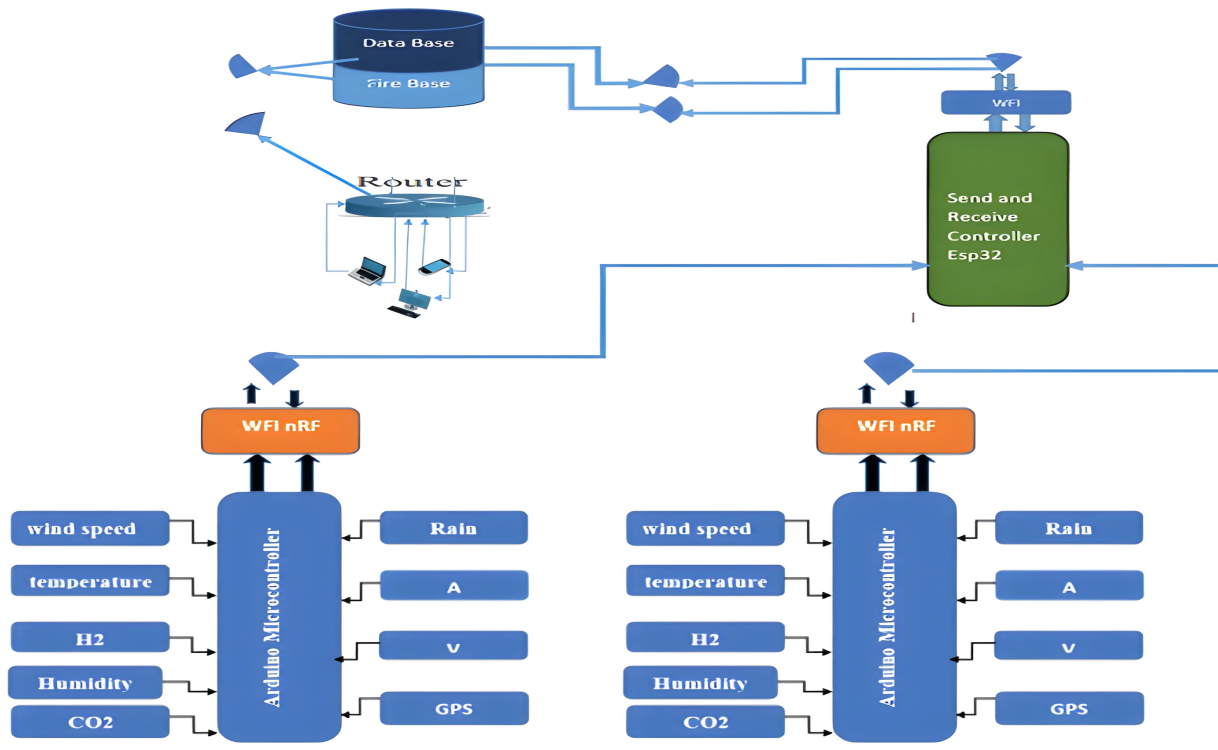 Data Base
Fire Base
WFI
Router
Send and
Receive
Controller
Esp32
WFI nRF
WFI nRF
Arduino Microcontroller
wind speed
temperature
H2
Humidity
CO2
Rain
A
V
GPS
Arduino Microcontroller
wind speed
temperature
H2
Humidity
CO2
Rain
A
V
GPS